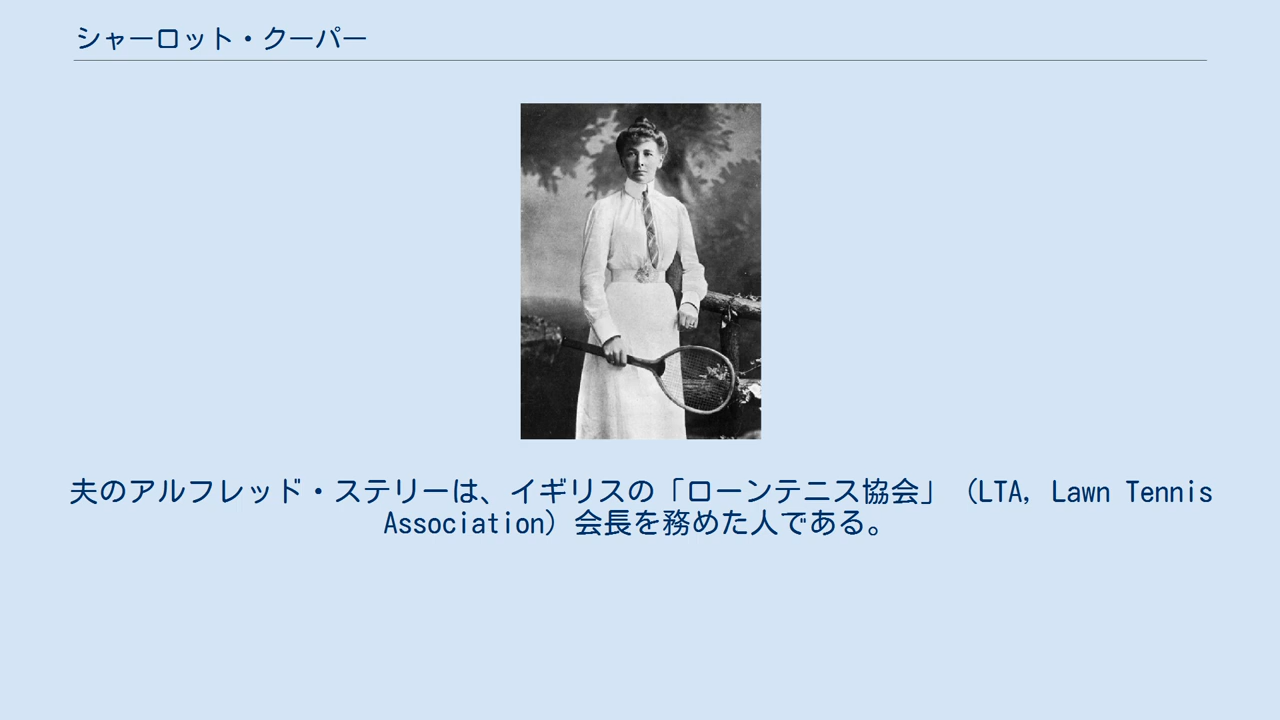 シャーロット・クーパー
夫のアルフレッド・ステリーは、イギリスの「ローンテニス協会」（LTA, Lawn Tennis
Association）会長を務めた人である。